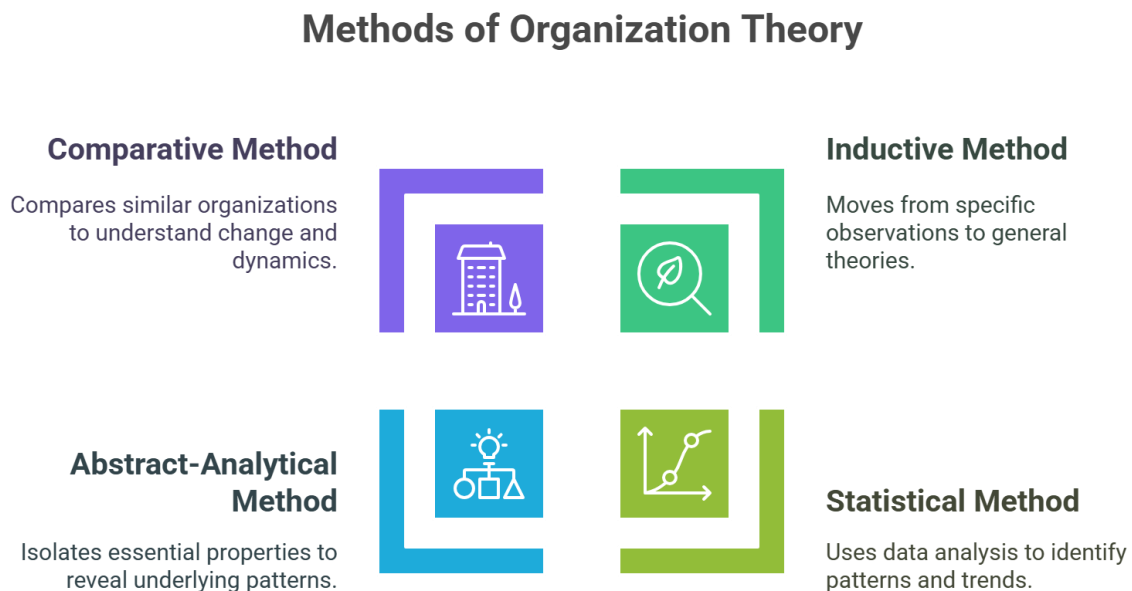 Methods of Organization Theory
Comparative Method
Compares similar organizations
to understand change and
dynamics.
Inductive Method
Moves from specific
observations to general
theories.
Abstract-Analytical
Method
Isolates essential properties to
reveal underlying patterns.
Statistical Method
Uses data analysis to identify
patterns and trends.